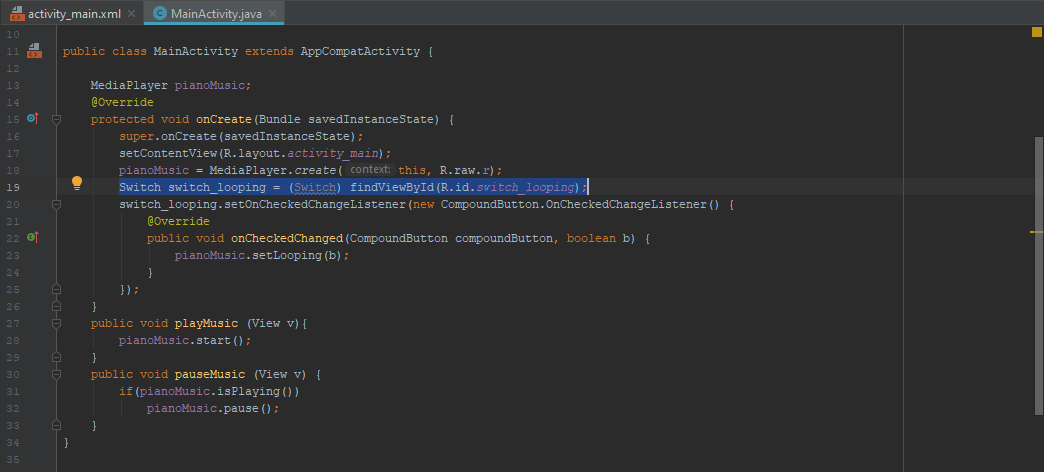 activity_main.xml MainActivity.java
10
11 public class MainActivity extends AppCompatActivity {
12
13 MediaPlayer pianoMusic;
14 @Override
15 protected void onCreate(Bundle savedInstanceState) {
16 super.onCreate(savedInstanceState);
17 setContentView(R.layout.activity_main);
18 pianoMusic = MediaPlayer.create( context: this, R.raw.r);
19 Switch switch_looping = (Switch) findViewById(R.id.switch_looping);
20 switch_looping.setOnCheckedChangeListener(new CompoundButton.OnCheckedChangeListener() {
21 @Override
22 public void onCheckedChanged(CompoundButton compoundButton, boolean b) {
23 pianoMusic.setLooping(b);
24 }
25 });
26 }
27 public void playMusic (View v){
28 pianoMusic.start();
29 }
30 public void pauseMusic (View v) {
31 if(pianoMusic.isPlaying())
32 pianoMusic.pause();
33 }
34 }
35